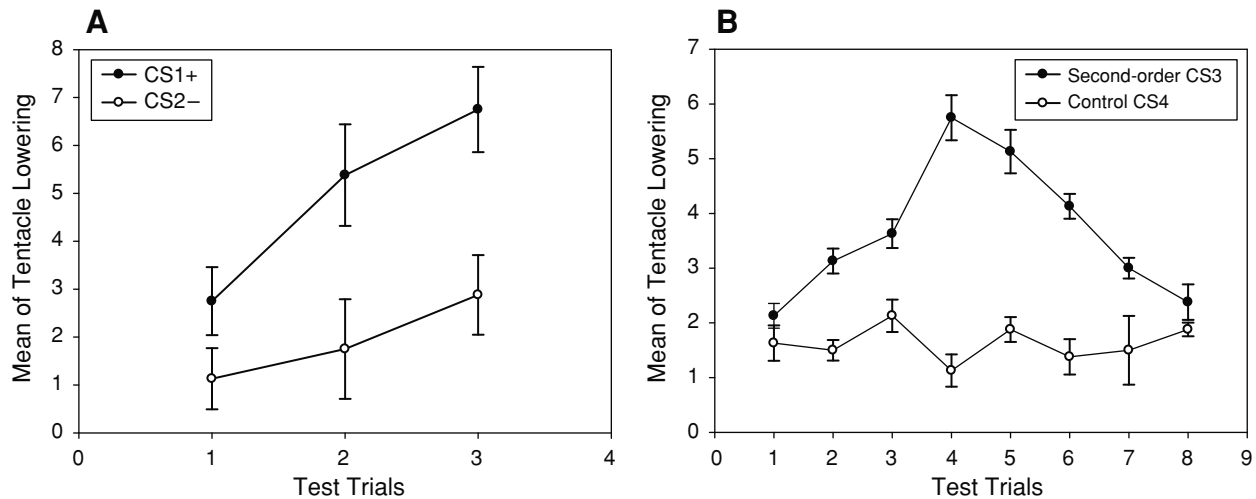 A
8
7
6
5
4
3
2
1
0
Mean of Tentacle Lowering
CS1+
CS2−
0 1 2 3 4
Test Trials
B
7
6
5
4
3
2
1
0
Mean of Tentacle Lowering
Second-order CS3
Control CS4
0 1 2 3 4 5 6 7 8 9
Test Trials